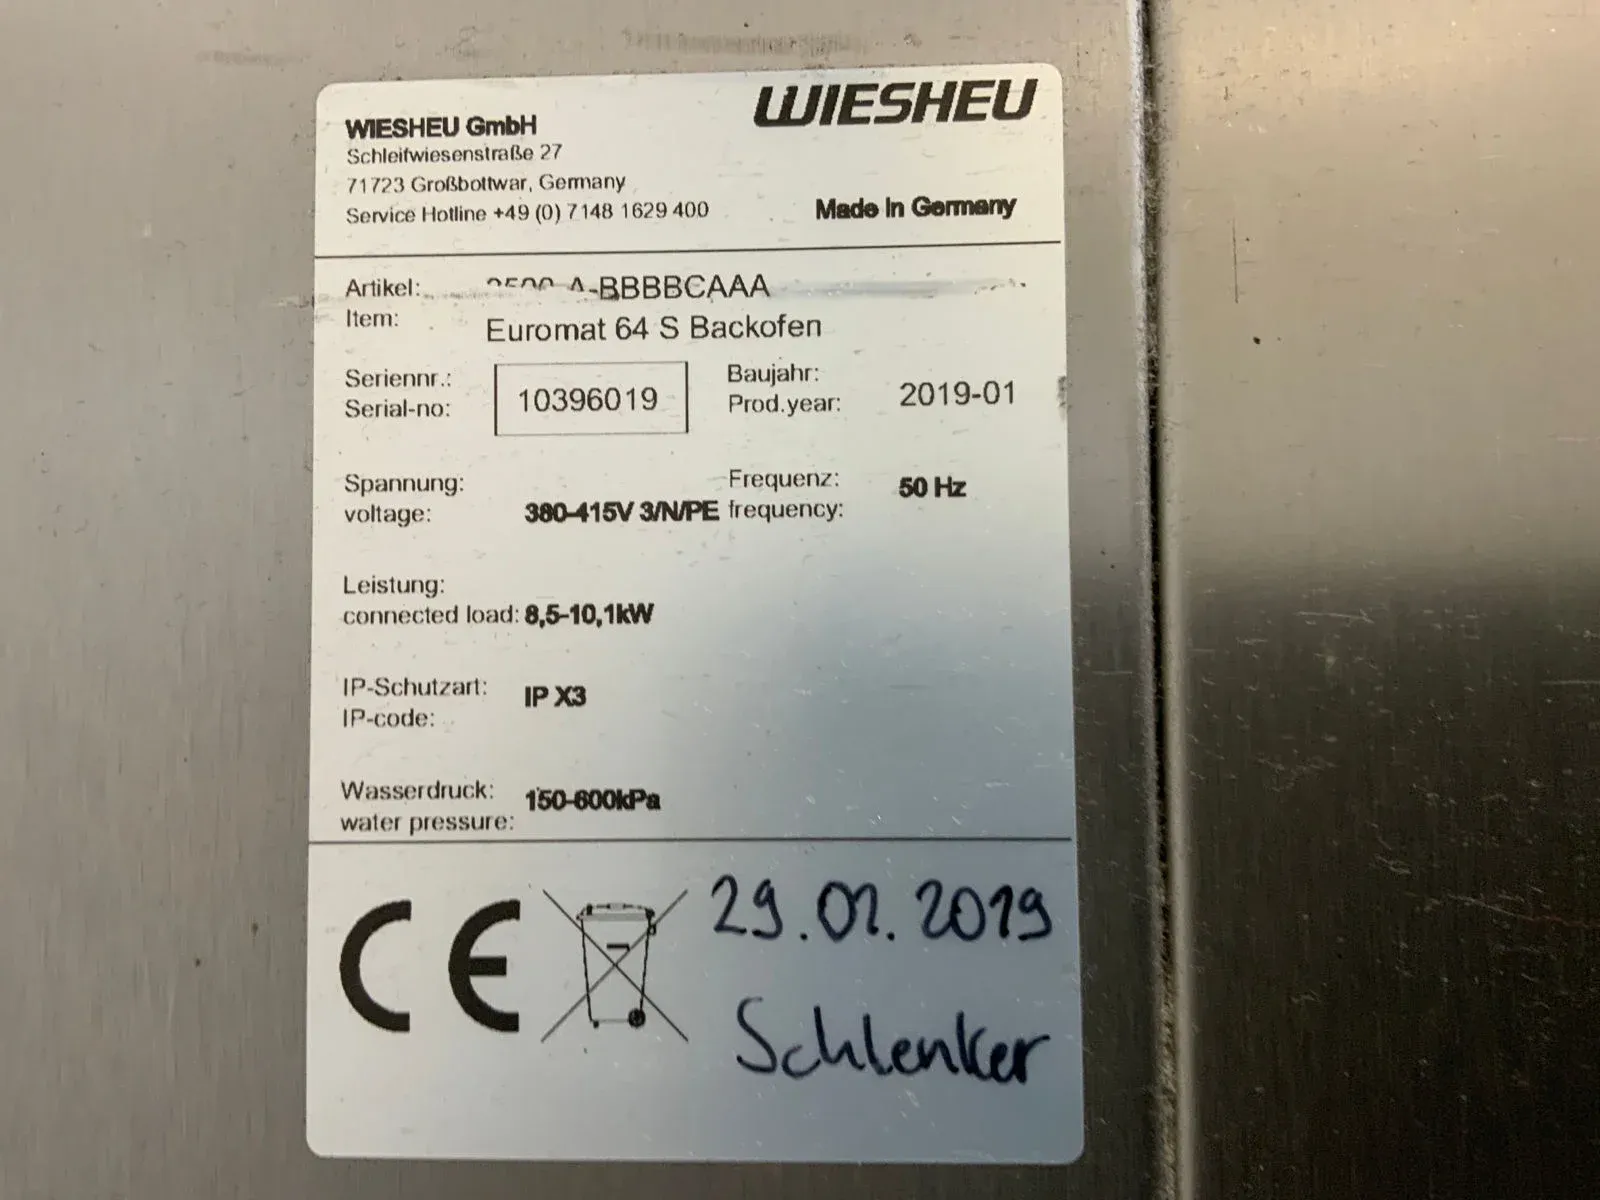 WIESHEU
WIESHEU GmbH
Schleifwiesenstraße 27
71723 Großbottwar, Germany
Service Hotline +49 (0) 7148 1629 400
Made In Germany
Artikel: -BBBBCAAA
Item: Euromat 64 S Backofen
Seriennr.:
Serial-no: 10396019
Baujahr:
Prod.year: 2019-01
Spannung:
voltage: 380-415V 3/N/PE
Frequenz:
frequency: 50 Hz
Leistung:
connected load: 8,5-10,1kW
IP-Schutzart:
IP-code: IP X3
Wasserdruck:
water pressure: 150-600kPa
CE
29.01.2019
Schlenker